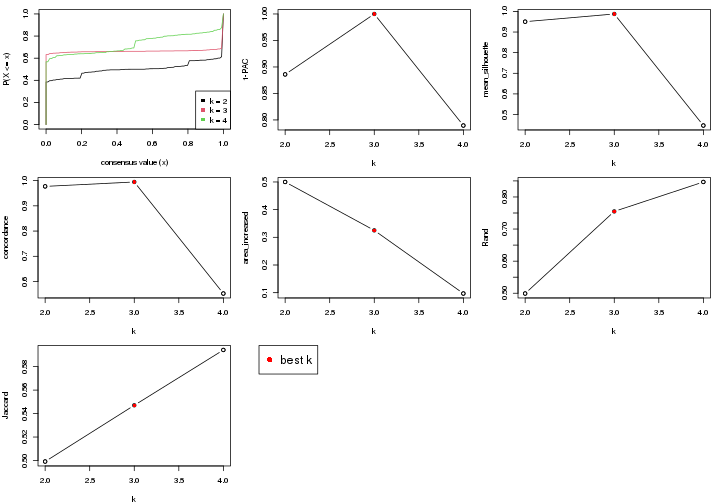 P(X <= x)
0.0 0.2 0.4 0.6 0.8 1.0
k = 2
k = 3
k = 4
0.0 0.2 0.4 0.6 0.8 1.0
consensus value (x)
1-PAC
0.80 0.85 0.90 0.95 1.00
2.0 2.5 3.0 3.5 4.0
k
mean_silhouette
0.5 0.6 0.7 0.8 0.9 1.0
2.0 2.5 3.0 3.5 4.0
k
concordance
0.6 0.7 0.8 0.9 1.0
2.0 2.5 3.0 3.5 4.0
k
area_increased
0.1 0.2 0.3 0.4 0.5
2.0 2.5 3.0 3.5 4.0
k
Rand
0.50 0.60 0.70 0.80
2.0 2.5 3.0 3.5 4.0
k
Jaccard
0.50 0.52 0.54 0.56 0.58
2.0 2.5 3.0 3.5 4.0
k
best k